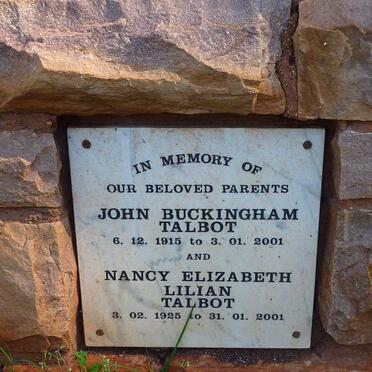 IN MEMORY OF
OUR BELOVED PARENTS
JOHN BUCKINGHAM
TALBOT
6. 12. 1915 to 3. 01. 2001
AND
NANCY ELIZABETH
LILIAN
TALBOT
3. 02. 1925 to 31. 01. 2001